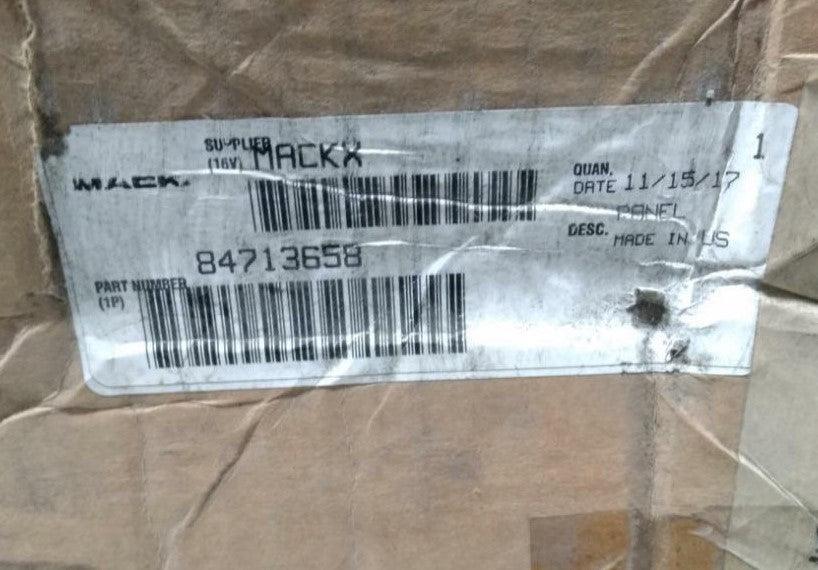 SUPPLIER MACKX
(16V)
MACK.
QUAN. 1
DATE 11/15/17
PANEL
DESC.
MADE IN US
84713658
PART NUMBER
(1P)